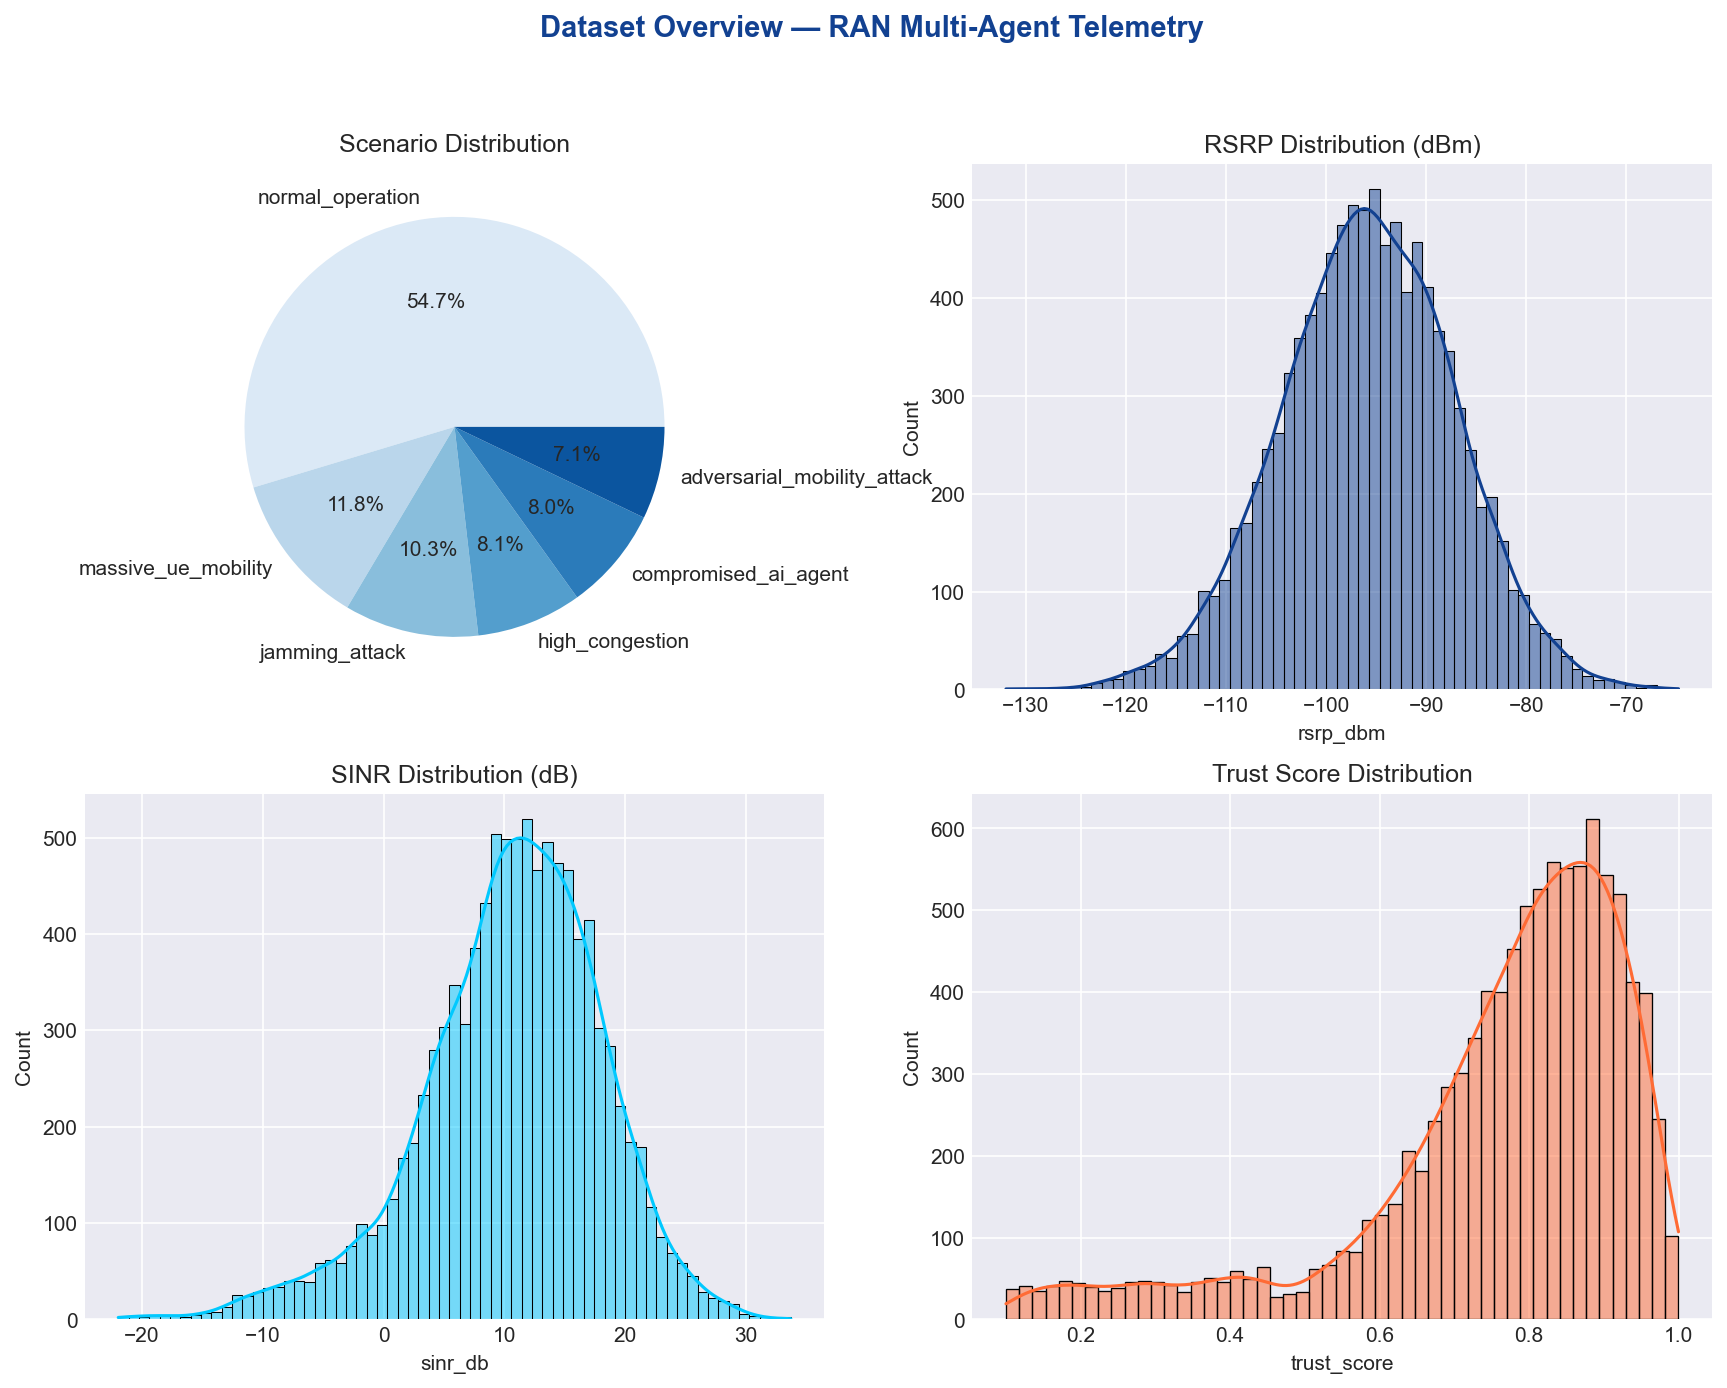 Dataset Overview — RAN Multi-Agent Telemetry
Scenario Distribution
normal_operation
54.7%
massive_ue_mobility
11.8%
jamming_attack
10.3%
high_congestion
8.1%
compromised_ai_agent
8.0%
adversarial_mobility_attack
7.1%
RSRP Distribution (dBm)
Count
500
400
300
200
100
0
−130 −120 −110 −100 −90 −80 −70
rsrp_dbm
SINR Distribution (dB)
Count
500
400
300
200
100
0
−20 −10 0 10 20 30
sinr_db
Trust Score Distribution
Count
600
500
400
300
200
100
0
0.2 0.4 0.6 0.8 1.0
trust_score